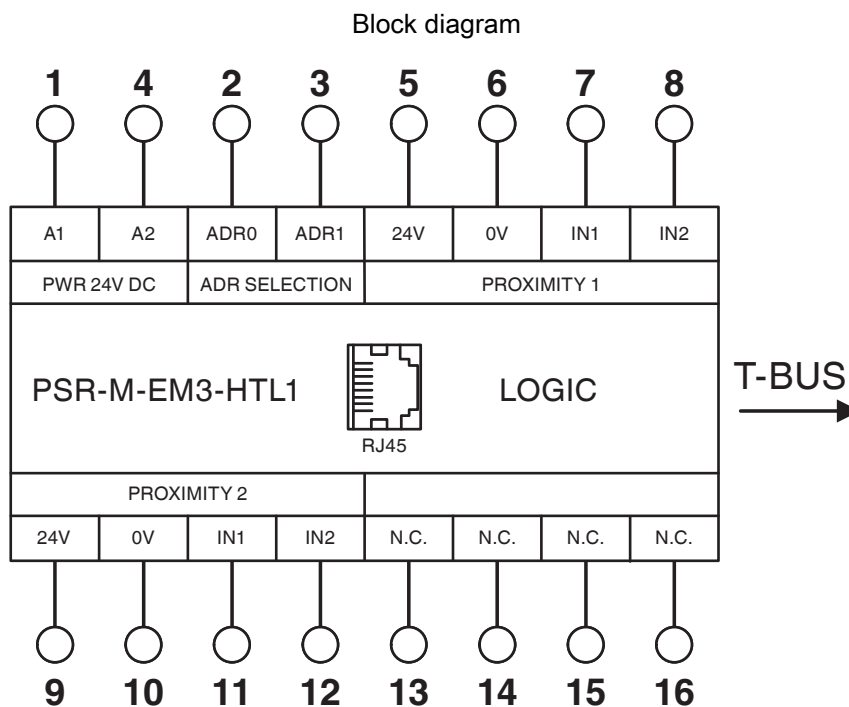 Block diagram
1 4 2 3 5 6 7 8
A1 A2 ADR0 ADR1 24V 0V IN1 IN2
PWR 24V DC ADR SELECTION PROXIMITY 1
PSR-M-EM3-HTL1 LOGIC T-BUS
RJ45
PROXIMITY 2
24V 0V IN1 IN2 N.C. N.C. N.C. N.C.
9 10 11 12 13 14 15 16